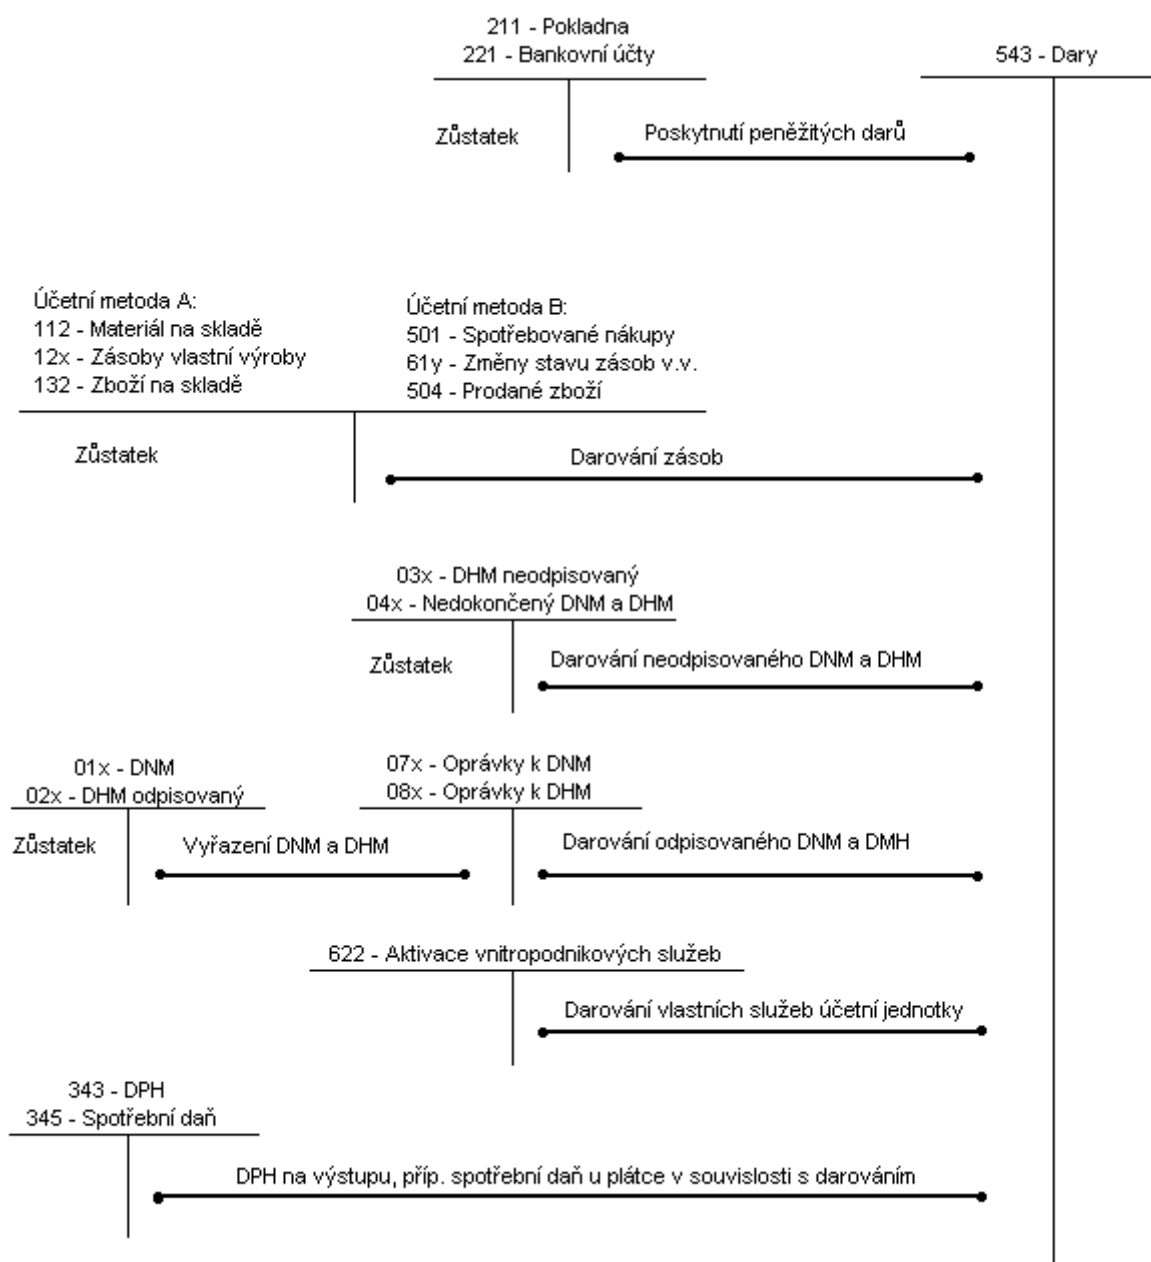 211 - Pokladna
221 - Bankovní účty
543 - Dary
Zůstatek
Poskytnutí peněžitých darů
Účetní metoda A:
112 - Materiál na skladě
12x - Zásoby vlastní výroby
132 - Zboží na skladě
Účetní metoda B:
501 - Spotřebované nákupy
61y - Změny stavu zásob v.v.
504 - Prodané zboží
Zůstatek
Darování zásob
03x - DHM neodpisovaný
04x - Nedokončený DNM a DHM
Zůstatek
Darování neodpisovaného DNM a DHM
01x - DNM
02x - DHM odpisovaný
07x - Oprávky k DNM
08x - Oprávky k DHM
Zůstatek
Vyřazení DNM a DHM
Darování odpisovaného DNM a DMH
622 - Aktivace vnitropodnikových služeb
Darování vlastních služeb účetní jednotky
343 - DPH
345 - Spotřební daň
DPH na výstupu, příp. spotřební daň u plátce v souvislosti s darováním